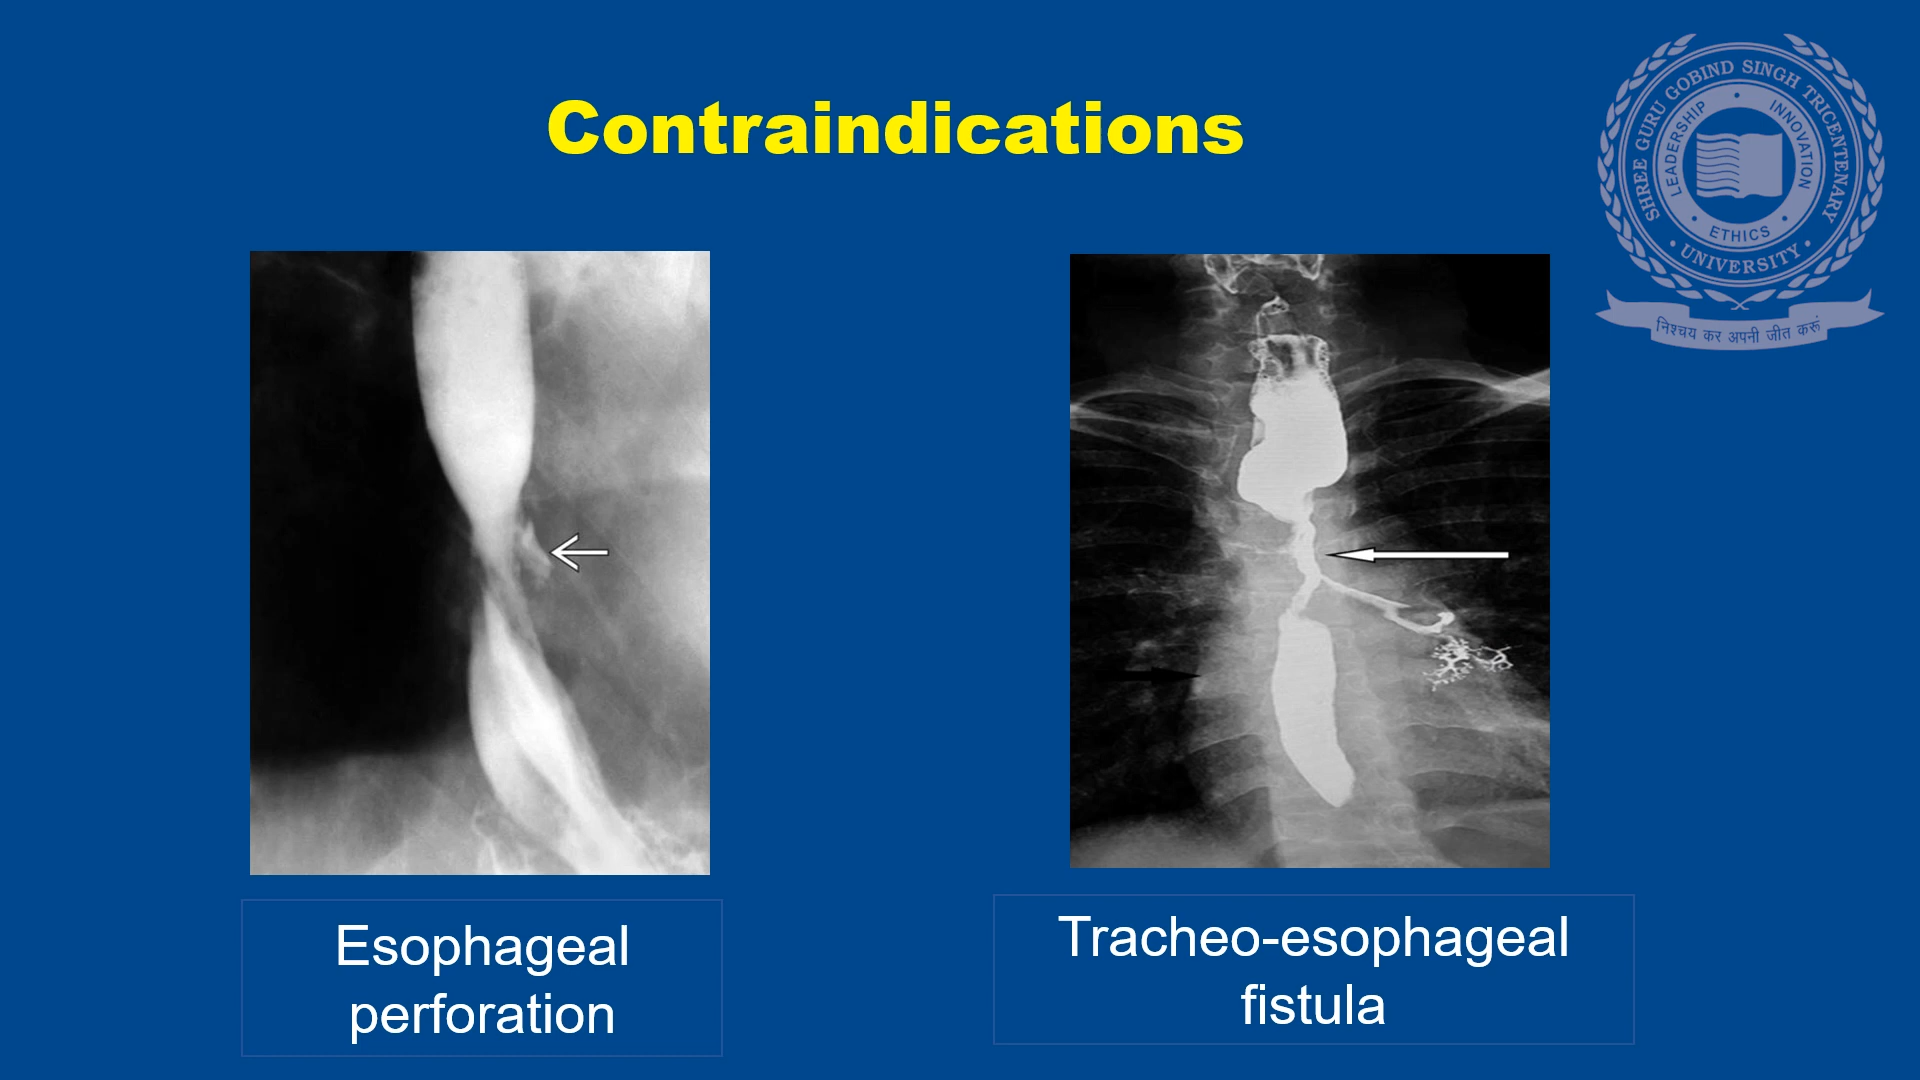 Contraindications
SHREE GURU GOBIND SINGH TRICENTENARY
UNIVERSITY
LEADERSHIP
INNOVATION
ETHICS
निश्चय कर अपनी जीत करूं
Esophageal
perforation
Tracheo-esophageal
fistula